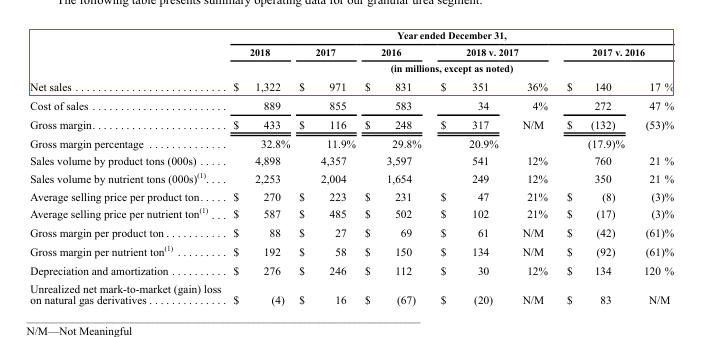 The following table presents summary operating data for our granular urea segment:
Year ended December 31,
2018 2017 2016 2018 v. 2017 2017 v. 2016
(in millions, except as noted)
Net sales . . . . . . . . . . . . . . . . . . . . . . . . . . . $ 1,322 $ 971 $ 831 $ 351 36% $ 140 17 %
Cost of sales . . . . . . . . . . . . . . . . . . . . . . . . 889 855 583 34 4% 272 47 %
Gross margin. . . . . . . . . . . . . . . . . . . . . . . . $ 433 $ 116 $ 248 $ 317 N/M $ (132) (53)%
Gross margin percentage . . . . . . . . . . . . . . 32.8% 11.9% 29.8% 20.9% (17.9)%
Sales volume by product tons (000s) . . . . . 4,898 4,357 3,597 541 12% 760 21 %
Sales volume by nutrient tons (000s)(1). . . . 2,253 2,004 1,654 249 12% 350 21 %
Average selling price per product ton. . . . . $ 270 $ 223 $ 231 $ 47 21% $ (8) (3)%
Average selling price per nutrient ton(1) . . . $ 587 $ 485 $ 502 $ 102 21% $ (17) (3)%
Gross margin per product ton . . . . . . . . . . . $ 88 $ 27 $ 69 $ 61 N/M $ (42) (61)%
Gross margin per nutrient ton(1) . . . . . . . . . $ 192 $ 58 $ 150 $ 134 N/M $ (92) (61)%
Depreciation and amortization . . . . . . . . . . $ 276 $ 246 $ 112 $ 30 12% $ 134 120 %
Unrealized net mark-to-market (gain) loss
on natural gas derivatives . . . . . . . . . . . . . . $ (4) $ 16 $ (67) $ (20) N/M $ 83 N/M
N/M—Not Meaningful